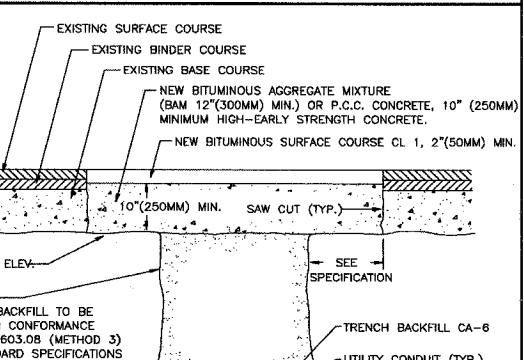 EXISTING SURFACE COURSE
EXISTING BINDER COURSE
EXISTING BASE COURSE
NEW BITUMINOUS AGGREGATE MIXTURE
(BAM 12"(300MM) MIN.) OR P.C.C. CONCRETE, 10" (250MM)
MINIMUM HIGH-EARLY STRENGTH CONCRETE.
NEW BITUMINOUS SURFACE COURSE CL 1, 2"(50MM) MIN.
10"(250MM) MIN.
SAW CUT (TYP.)
ELEV.
SEE
SPECIFICATION
BACKFILL TO BE
CONFORMANCE
603.08 (METHOD 3)
SPECIFICATIONS
TRENCH BACKFILL CA-6
UTILITY CONDUIT (TYP.)